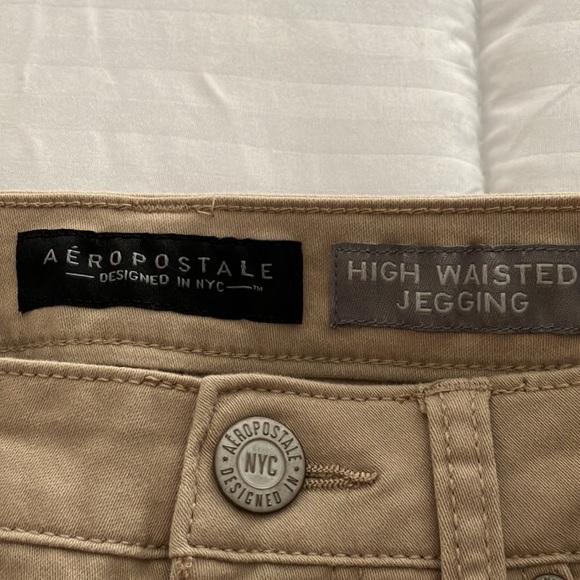 AÉROPOSTALE
DESIGNED IN NYC™
HIGH WAISTED
JEGGING
AÉROPOSTALE
NYC
DESIGNED IN